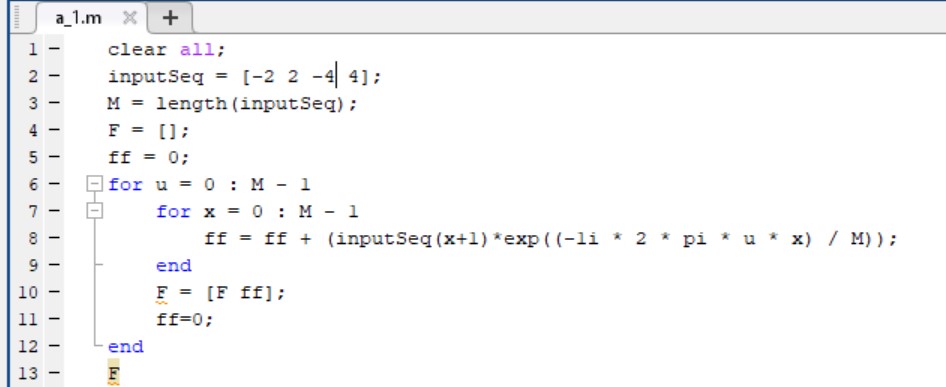 a_1.m
1 - clear all;
2 - inputSeq = [-2 2 -4 4];
3 - M = length(inputSeq);
4 - F = [];
5 - ff = 0;
6 - for u = 0 : M - 1
7 - for x = 0 : M - 1
8 - ff = ff + (inputSeq(x+1)*exp((-1i * 2 * pi * u * x) / M));
9 - end
10 - F = [F ff];
11 - ff=0;
12 - end
13 - F